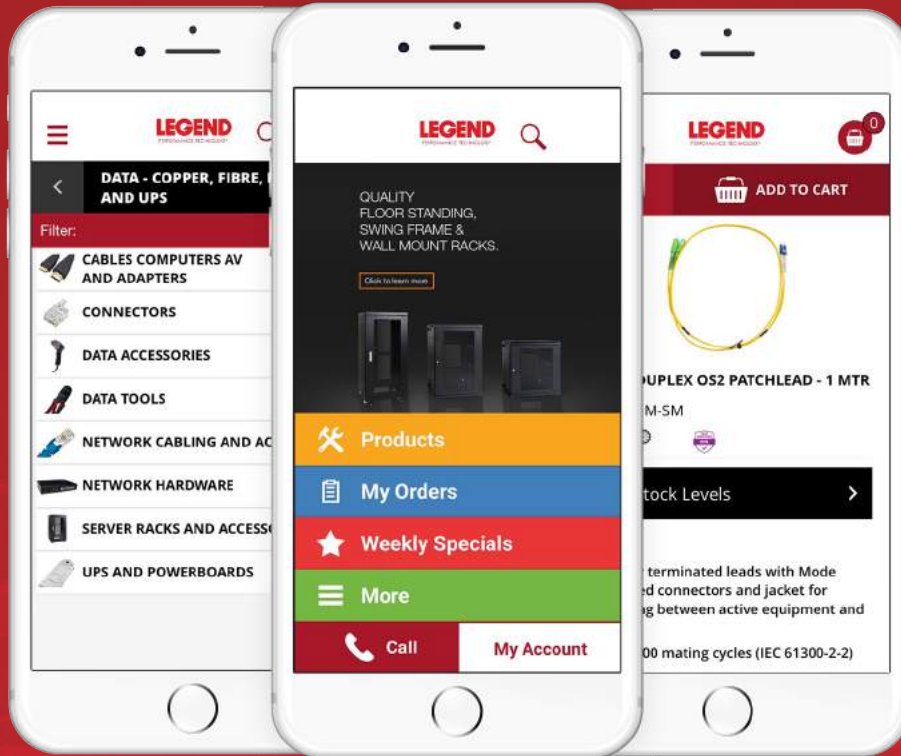 LEGEND
DATA - COPPER, FIBRE,
AND UPS
Filter:
CABLES COMPUTERS AV
AND ADAPTERS
CONNECTORS
DATA ACCESSORIES
DATA TOOLS
NETWORK CABLING AND AC
NETWORK HARDWARE
SERVER RACKS AND ACCESS
UPS AND POWERBOARDS
LEGEND
QUALITY
FLOOR STANDING,
SWING FRAME &
WALL MOUNT RACKS.
Click to learn more
Products
My Orders
Weekly Specials
More
Call
My Account
LEGEND
0
ADD TO CART
DUPLEX OS2 PATCHLEAD - 1 MTR
M-SM
tock Levels
terminated leads with Mode
ed connectors and jacket for
g between active equipment and
00 mating cycles (IEC 61300-2-2)